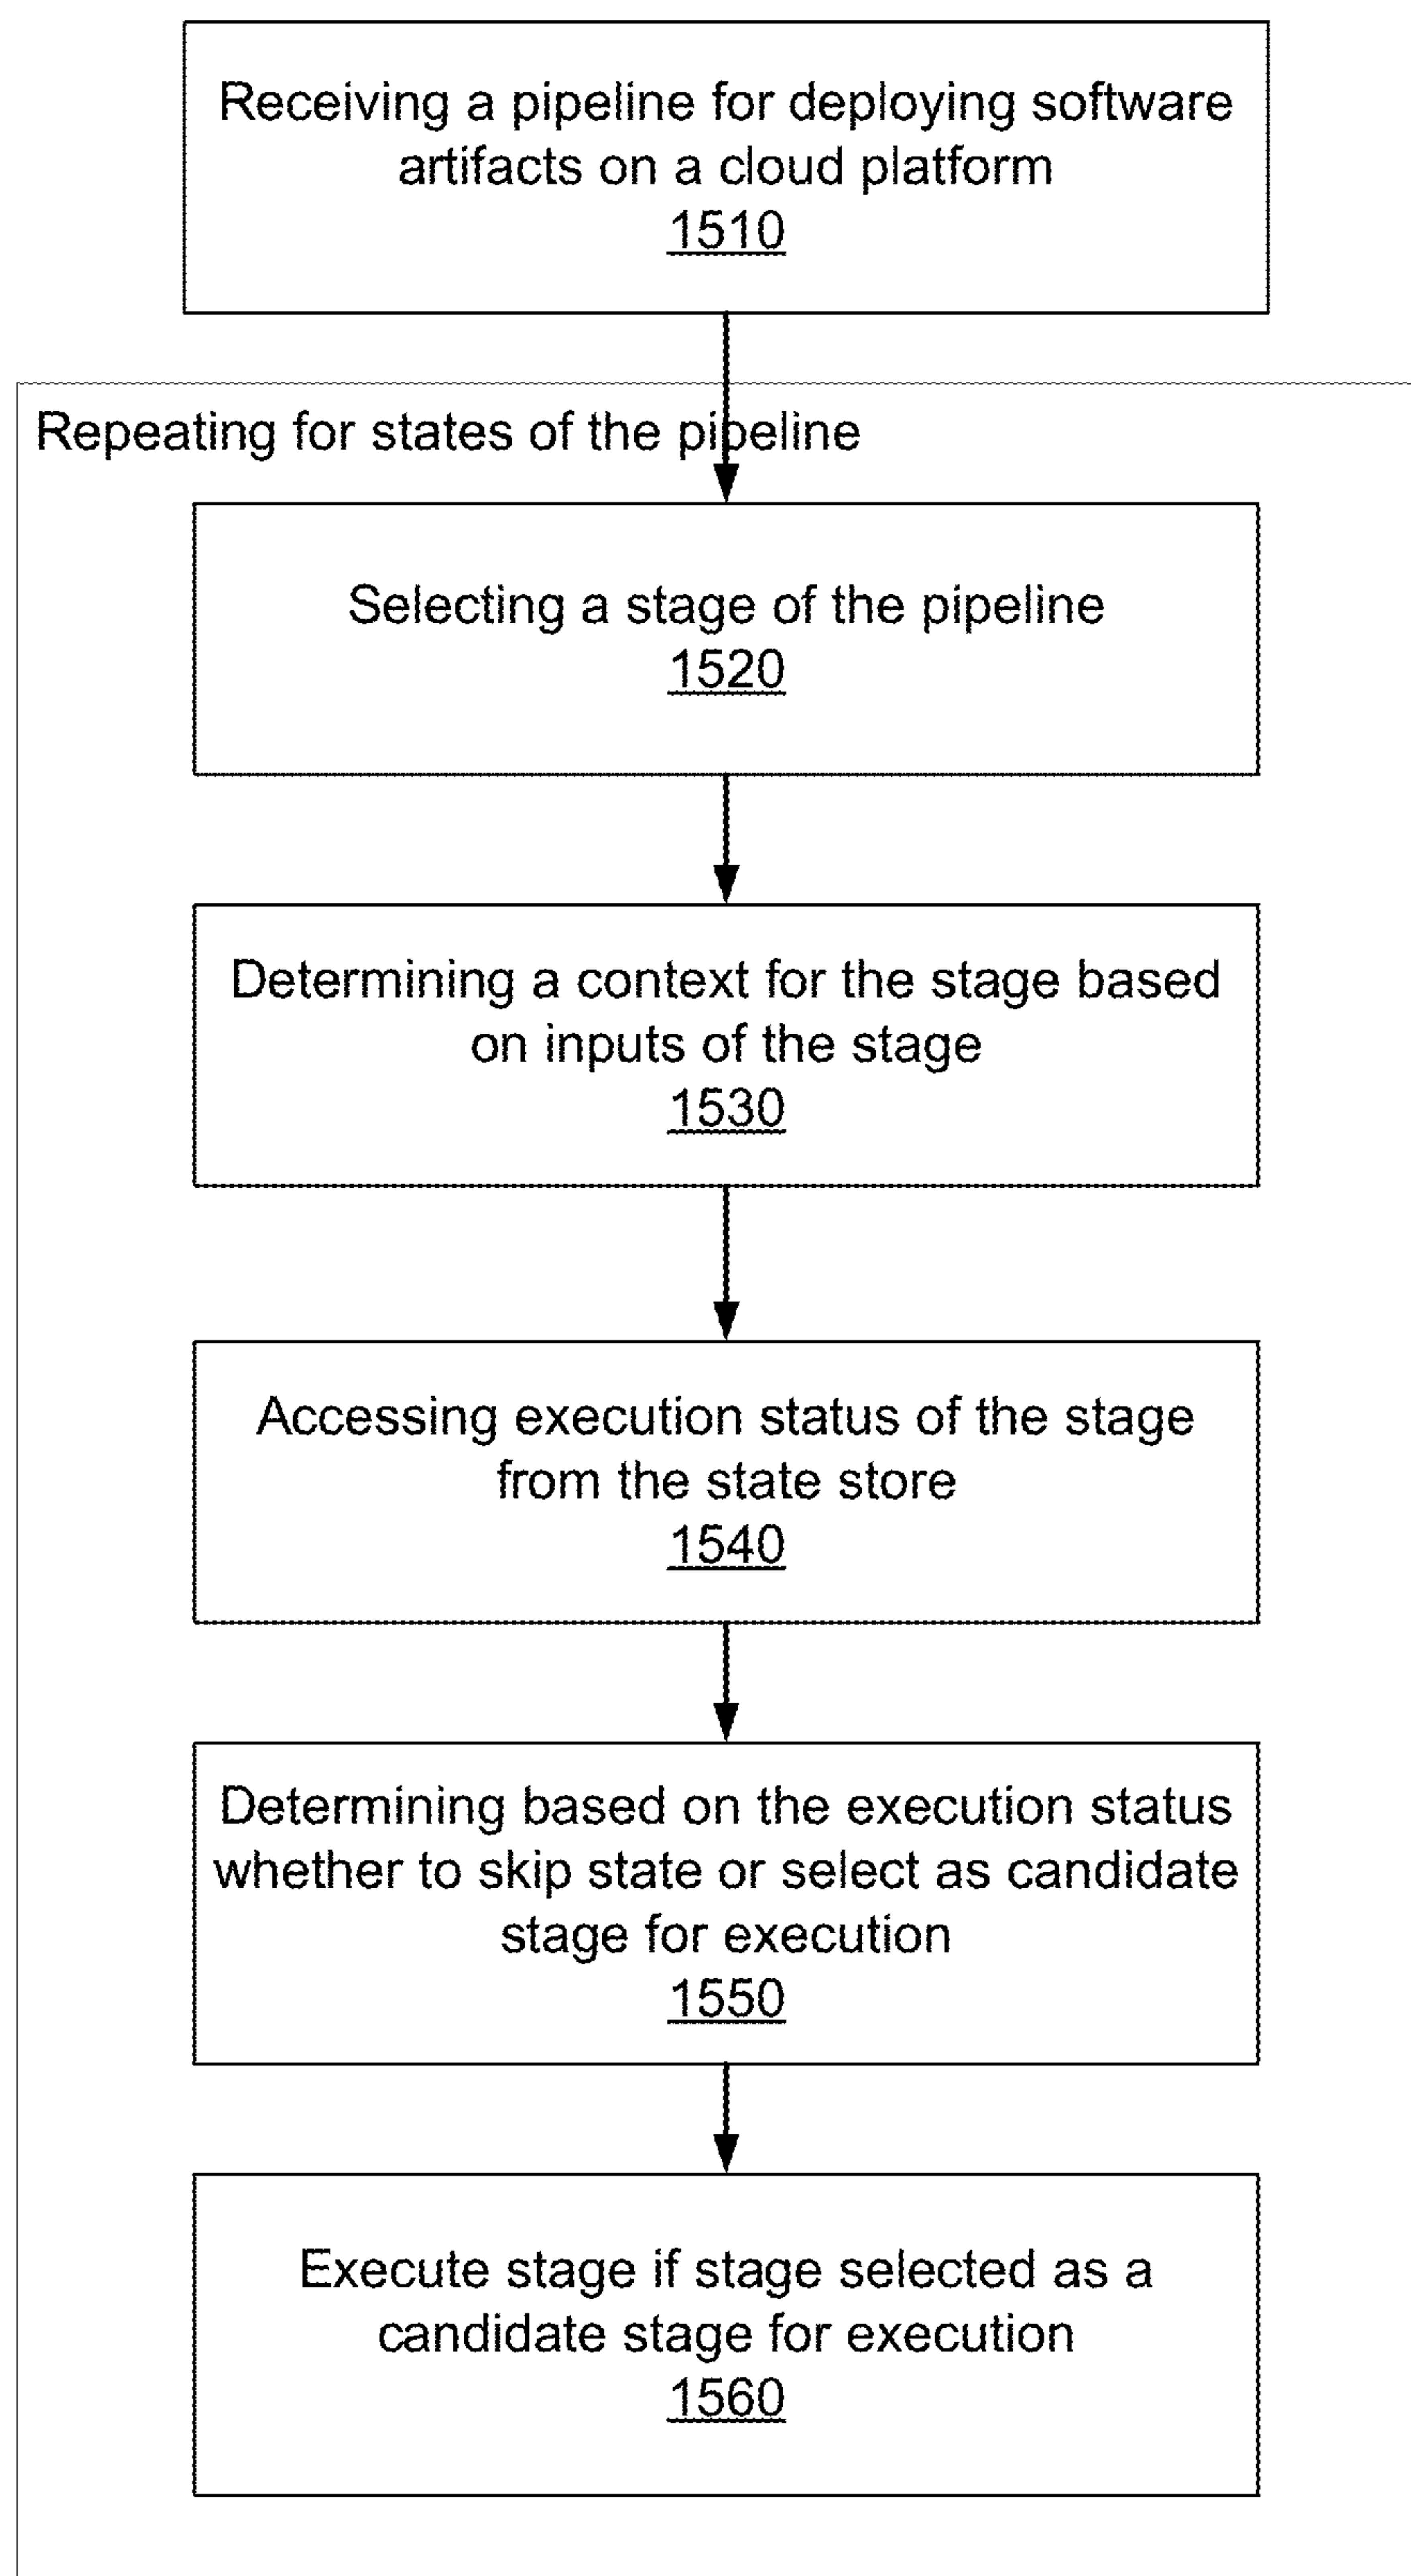 Receiving a pipeline for deploying software
artifacts on a cloud platform
1510
Repeating for states of the pipeline
Selecting a stage of the pipeline
1520
Determining a context for the stage based
on inputs of the stage
1530
Accessing execution status of the stage
from the state store
1540
Determining based on the execution status
whether to skip state or select as candidate
stage for execution
1550
Execute stage if stage selected as a
candidate stage for execution
1560